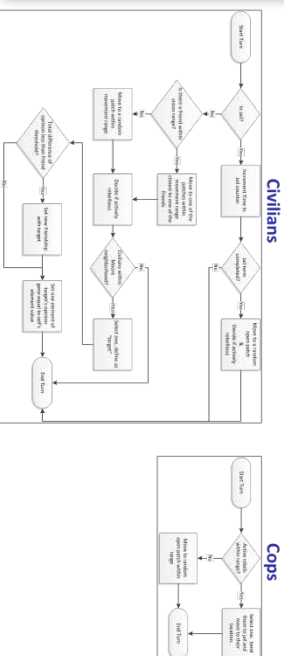 Civilians
Start Turn
In Jail?
Yes
Increment Time in
Jail counter
Jail term
completed?
Yes
Move to a random
open patch
&
Decide if actively
rebellious
No
No
Is there a friend within
vision range?
Yes
Move to one of the
patches within
movement range
closest to one of the
friends
No
Move to a random
patch within
movement range
Decide if actively
rebellious
Civilians within
Moore
neighborhood?
No
Yes
Select one, define as
"target"
Total difference of
opinion less than friend
threshold?
Yes
Set new friendship
with target
No
Set one element of
target's opinion
gene equal to self's
element value
End Turn
Cops
Start Turn
Active rebels
within range?
Yes
Select one. Send
them to jail and
move to their
location.
No
Move to random
open patch within
range
End Turn